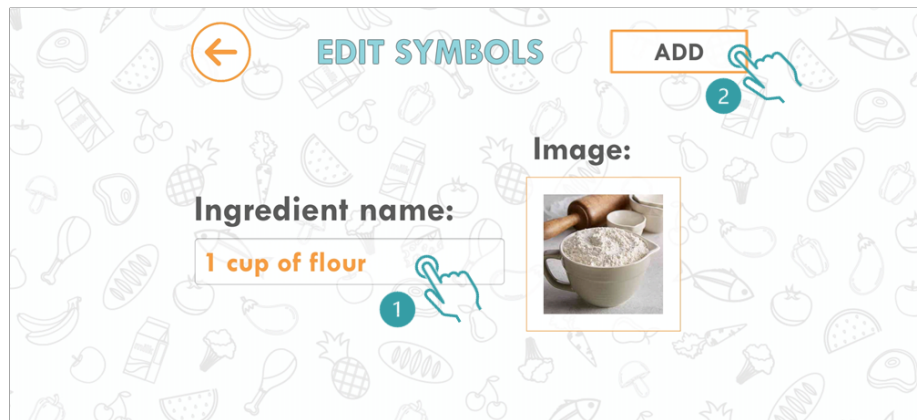 EDIT SYMBOLS
ADD
2
Image:
Ingredient name:
1 cup of flour
1